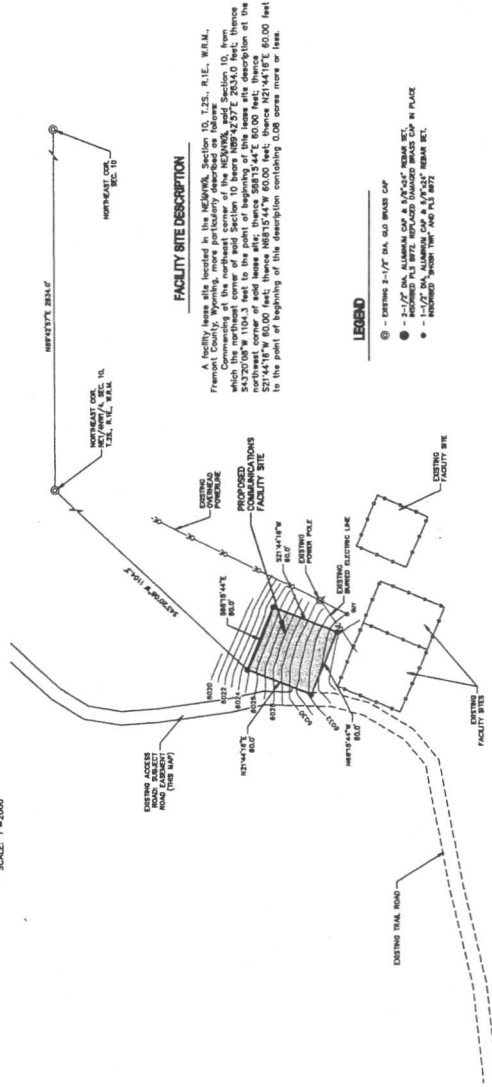 SCALE: 1"=2000'
N89°42'57"E 2634.0'
NORTHEAST COR.
SEC. 10
NORTHEAST COR.
NE1/4NW1/4, SEC. 10,
T.2S., R.1E., W.R.M.
S43°20'08"W 1104.3'
EXISTING
OVERHEAD
POWERLINE
PROPOSED
COMMUNICATIONS
FACILITY SITE
S68°15'44"E
60.0'
S21°44'16"W
60.0'
EXISTING
POWER POLE
EXISTING
BURIED ELECTRIC LINE
GUY
6020
6022
6024
6026
6028
6030
6032
N21°44'16"E
60.0'
N68°15'44"W
60.0'
EXISTING ACCESS
ROAD: SUBJECT
ROAD EASEMENT
(THIS MAP)
EXISTING TRAIL ROAD
EXISTING
FACILITY SITES
EXISTING
FACILITY SITE
FACILITY SITE DESCRIPTION
A facility lease site located in the NE¼NW¼, Section 10, T.2S., R.1E., W.R.M.,
Fremont County, Wyoming, more particularly described as follows:
Commencing at the northeast corner of the NE¼NW¼, said Section 10, from
which the northeast corner of said Section 10 bears N89°42'57"E 2634.0 feet; thence
S43°20'08"W 1104.3 feet to the point of beginning of this lease site description at the
northwest corner of said lease site; thence S68°15'44"E 60.00 feet; thence
S21°44'16"W 60.00 feet; thence N68°15'44"W 60.00 feet; thence N21°44'16"E 60.00 feet
to the point of beginning of this description containing 0.08 acres more or less.
LEGEND
- EXISTING 2-1/2" DIA. GLO BRASS CAP
- 2-1/2" DIA. ALUMINUM CAP & 5/8"x24" REBAR SET,
INSCRIBED PLS 8972. REPLACED DAMAGED BRASS CAP IN PLACE
- 1-1/2" DIA. ALUMINUM CAP & 5/8"x24" REBAR SET,
INSCRIBED AND PLS 8972